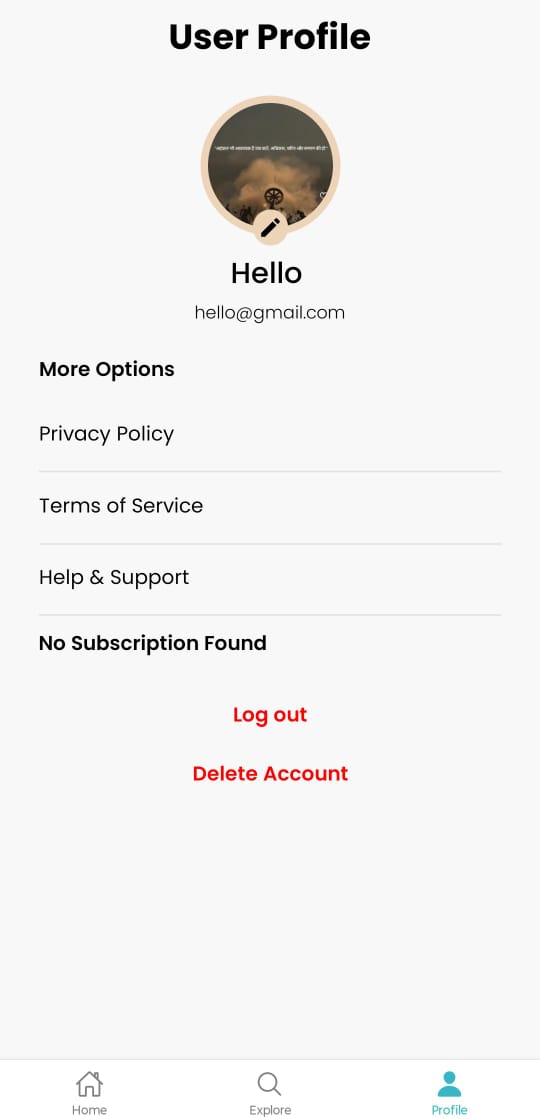 User Profile
Hello
hello@gmail.com
More Options
Privacy Policy
Terms of Service
Help & Support
No Subscription Found
Log out
Delete Account
Home
Explore
Profile